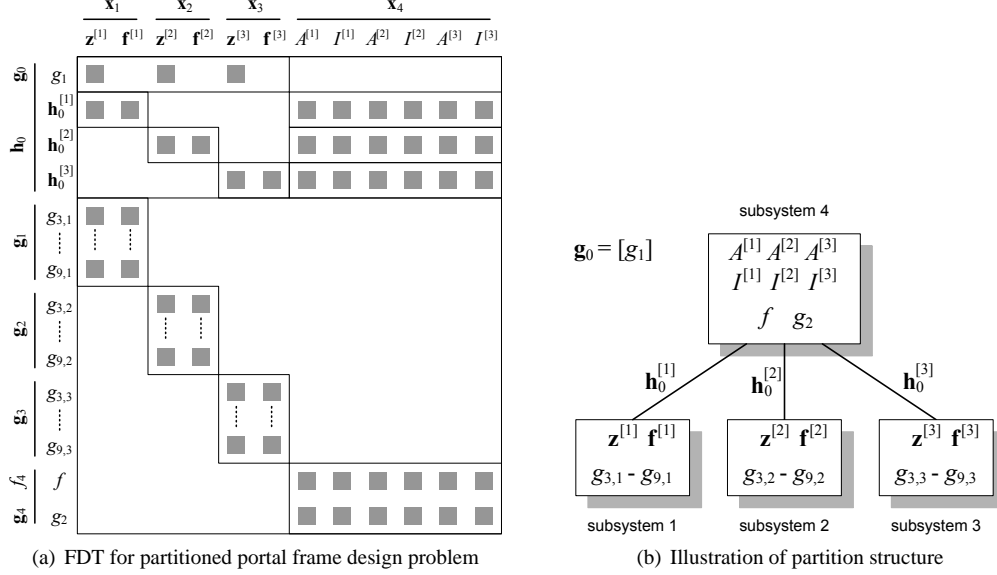 x₁ x₂ x₃ x₄
z[1] f[1] z[2] f[2] z[3] f[3] A[1] I[1] A[2] I[2] A[3] I[3]
g₀ g₁
h₀ h₀[1]
h₀[2]
h₀[3]
g₁ g₃,₁
g₉,₁
g₂ g₃,₂
g₉,₂
g₃ g₃,₃
g₉,₃
f₄ f
g₄ g₂
(a) FDT for partitioned portal frame design problem
subsystem 4
g₀ = [g₁]
A[1] A[2] A[3]
I[1] I[2] I[3]
f g₂
h₀[1] h₀[2] h₀[3]
z[1] f[1]
g₃,₁ - g₉,₁
subsystem 1
z[2] f[2]
g₃,₂ - g₉,₂
subsystem 2
z[3] f[3]
g₃,₃ - g₉,₃
subsystem 3
(b) Illustration of partition structure